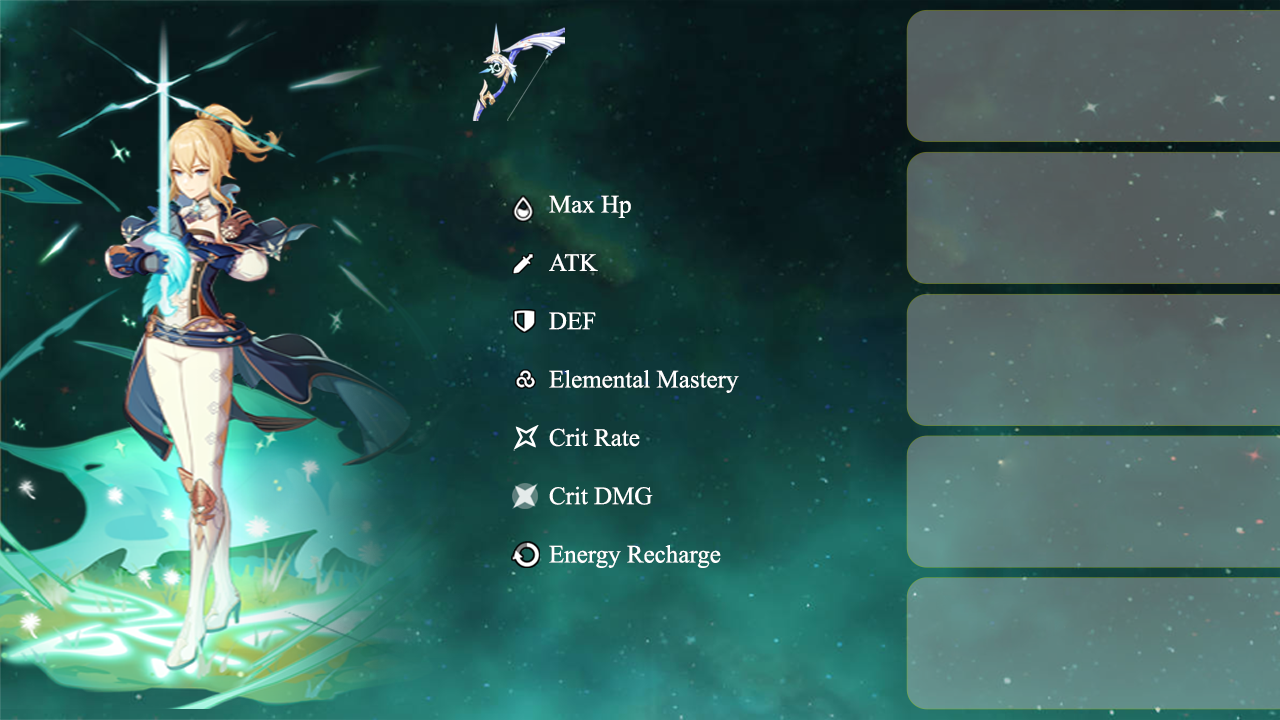 Max Hp
ATK
DEF
Elemental Mastery
Crit Rate
Crit DMG
Energy Recharge